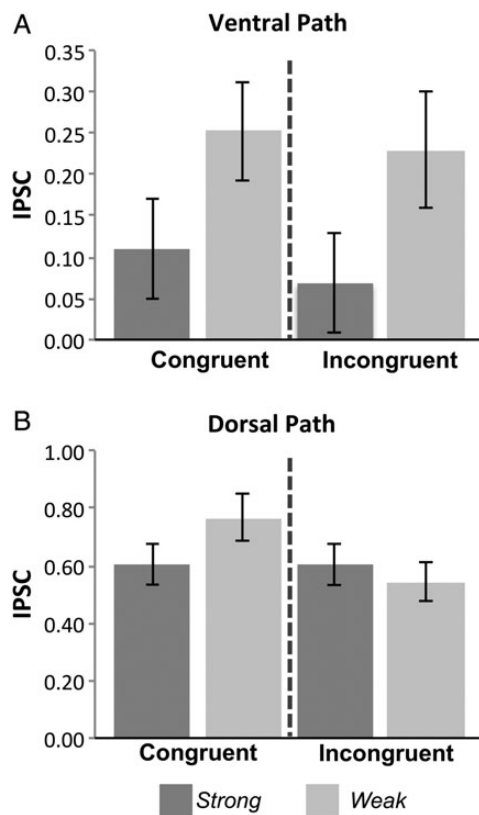 A
Ventral Path
0.35
0.30
0.25
0.20
0.15
0.10
0.05
0.00
IPSC
Congruent
Incongruent
B
Dorsal Path
1.00
0.80
0.60
0.40
0.20
0.00
IPSC
Congruent
Incongruent
Strong
Weak